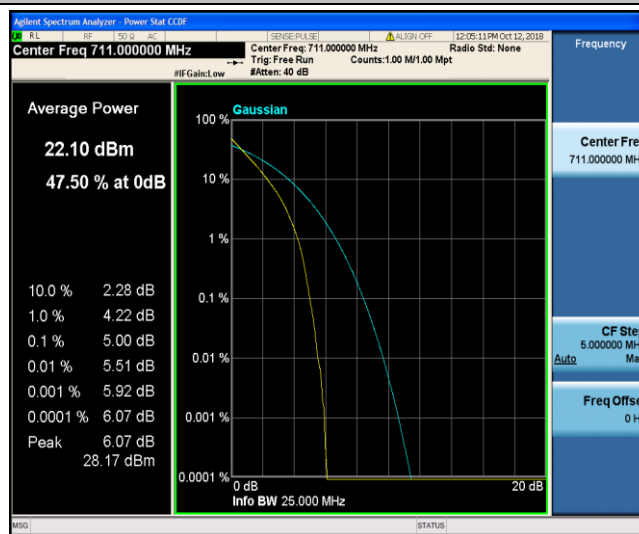 Agilent Spectrum Analyzer - Power Stat CCDF
RL RF 50 Ω AC SENSE:PULSE ALIGN OFF 12:05:11 PM Oct 12, 2018
Center Freq 711.000000 MHz
Center Freq: 711.000000 MHz Radio Std: None
Trig: Free Run Counts:1.00 M/1.00 Mpt
#IFGain:Low #Atten: 40 dB
Frequency
Average Power
22.10 dBm
47.50 % at 0dB
10.0 % 2.28 dB
1.0 % 4.22 dB
0.1 % 5.00 dB
0.01 % 5.51 dB
0.001 % 5.92 dB
0.0001 % 6.07 dB
Peak 6.07 dB
28.17 dBm
Gaussian
100 %
10 %
1 %
0.1 %
0.01 %
0.001 %
0.0001 %
0 dB 20 dB
Info BW 25.000 MHz
Center Fre
711.000000 MH
CF Ste
5.000000 MH
Auto Ma
Freq Offse
0 H
MSG STATUS